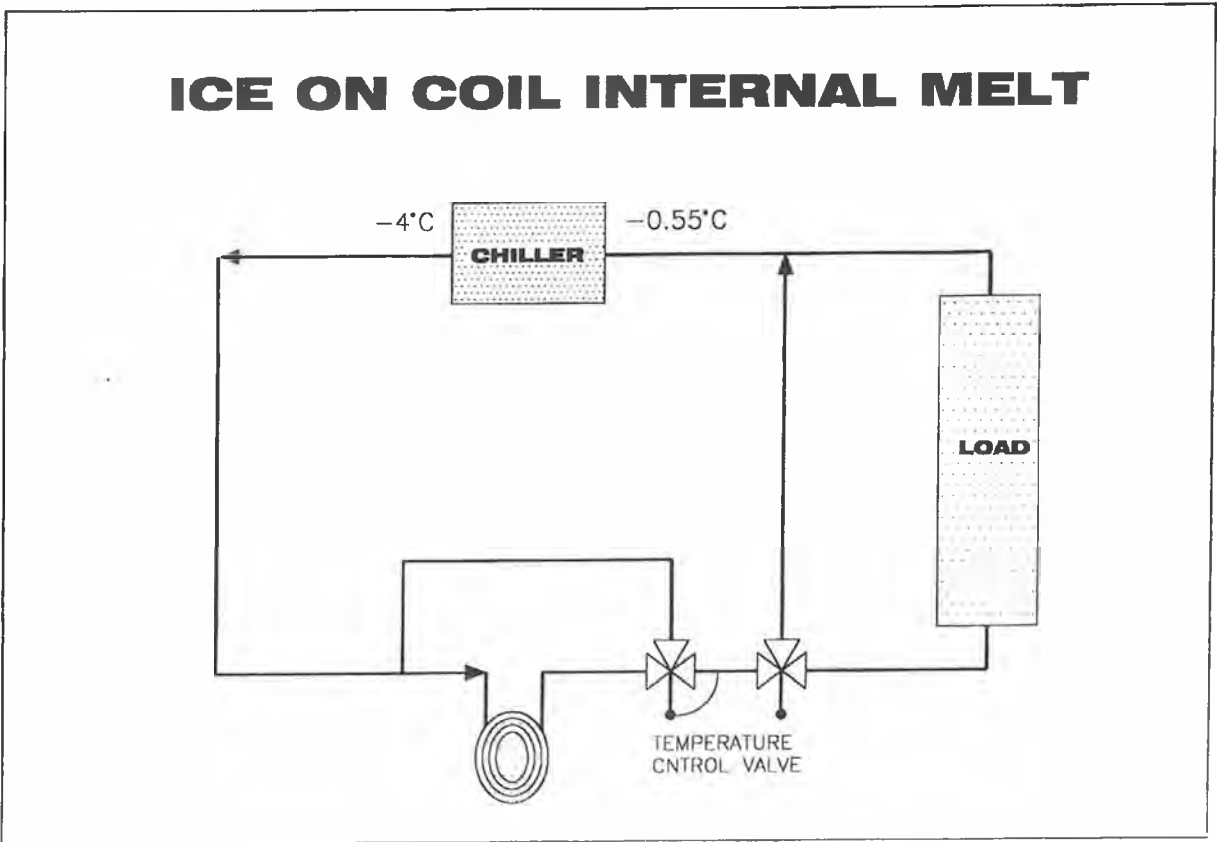 ICE ON COIL INTERNAL MELT
−4°C
−0.55°C
CHILLER
LOAD
TEMPERATURE
CNTROL VALVE